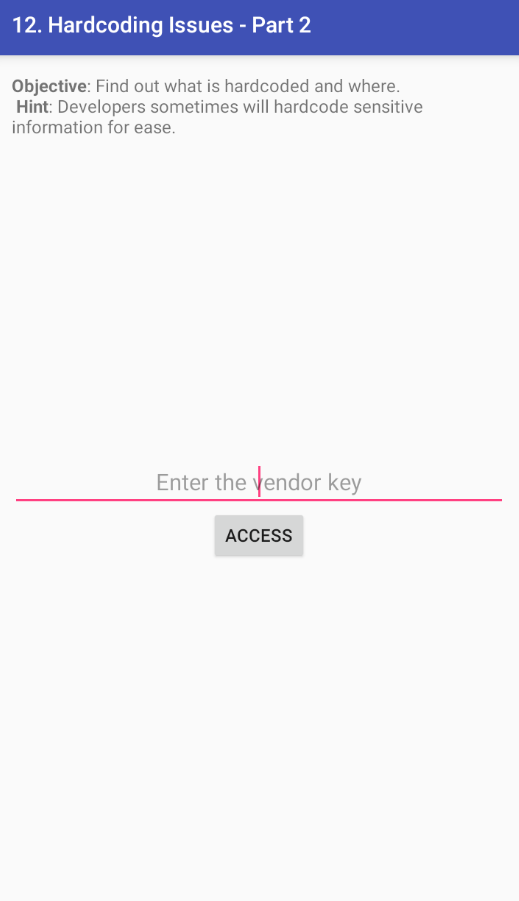 12. Hardcoding Issues - Part 2
Objective: Find out what is hardcoded and where.
Hint: Developers sometimes will hardcode sensitive
information for ease.
Enter the vendor key
ACCESS